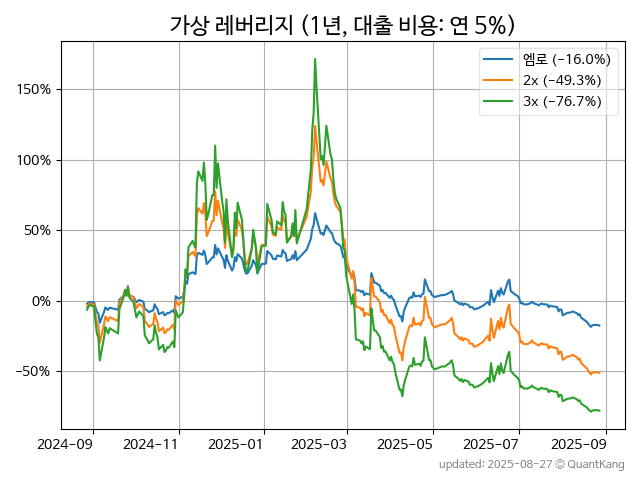 가상 레버리지 (1년, 대출 비용: 연 5%)
엠로 (−16.0%)
2x (−49.3%)
3x (−76.7%)
150%
100%
50%
0%
−50%
2024-09 2024-11 2025-01 2025-03 2025-05 2025-07 2025-09
updated: 2025-08-27 © QuantKang